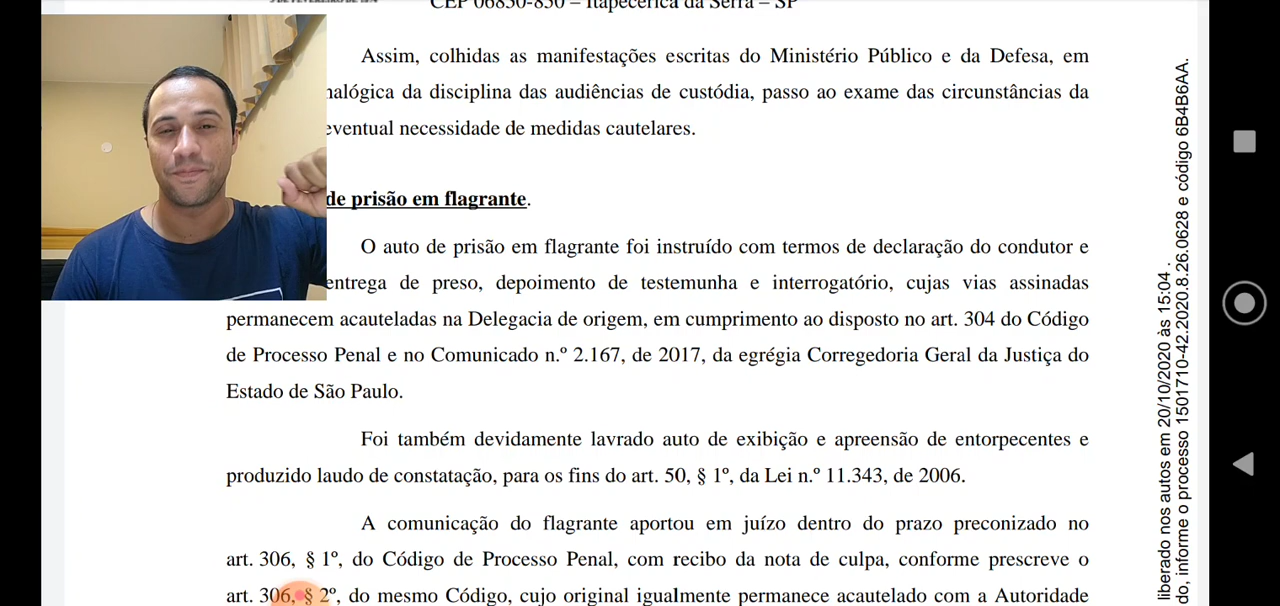 CEP 06850-850 – Itapecerica da Serra – SP
Assim, colhidas as manifestações escritas do Ministério Público e da Defesa, em
nalógica da disciplina das audiências de custódia, passo ao exame das circunstâncias da
eventual necessidade de medidas cautelares.
de prisão em flagrante.
O auto de prisão em flagrante foi instruído com termos de declaração do condutor e
entrega de preso, depoimento de testemunha e interrogatório, cujas vias assinadas
permanecem acauteladas na Delegacia de origem, em cumprimento ao disposto no art. 304 do Código
de Processo Penal e no Comunicado n.º 2.167, de 2017, da egrégia Corregedoria Geral da Justiça do
Estado de São Paulo.
Foi também devidamente lavrado auto de exibição e apreensão de entorpecentes e
produzido laudo de constatação, para os fins do art. 50, § 1º, da Lei n.º 11.343, de 2006.
A comunicação do flagrante aportou em juízo dentro do prazo preconizado no
art. 306, § 1º, do Código de Processo Penal, com recibo da nota de culpa, conforme prescreve o
art. 306, § 2º, do mesmo Código, cujo original igualmente permanece acautelado com a Autoridade
liberado nos autos em 20/10/2020 às 15:04 .
do, informe o processo 1501710-42.2020.8.26.0628 e código 6B4B6AA.